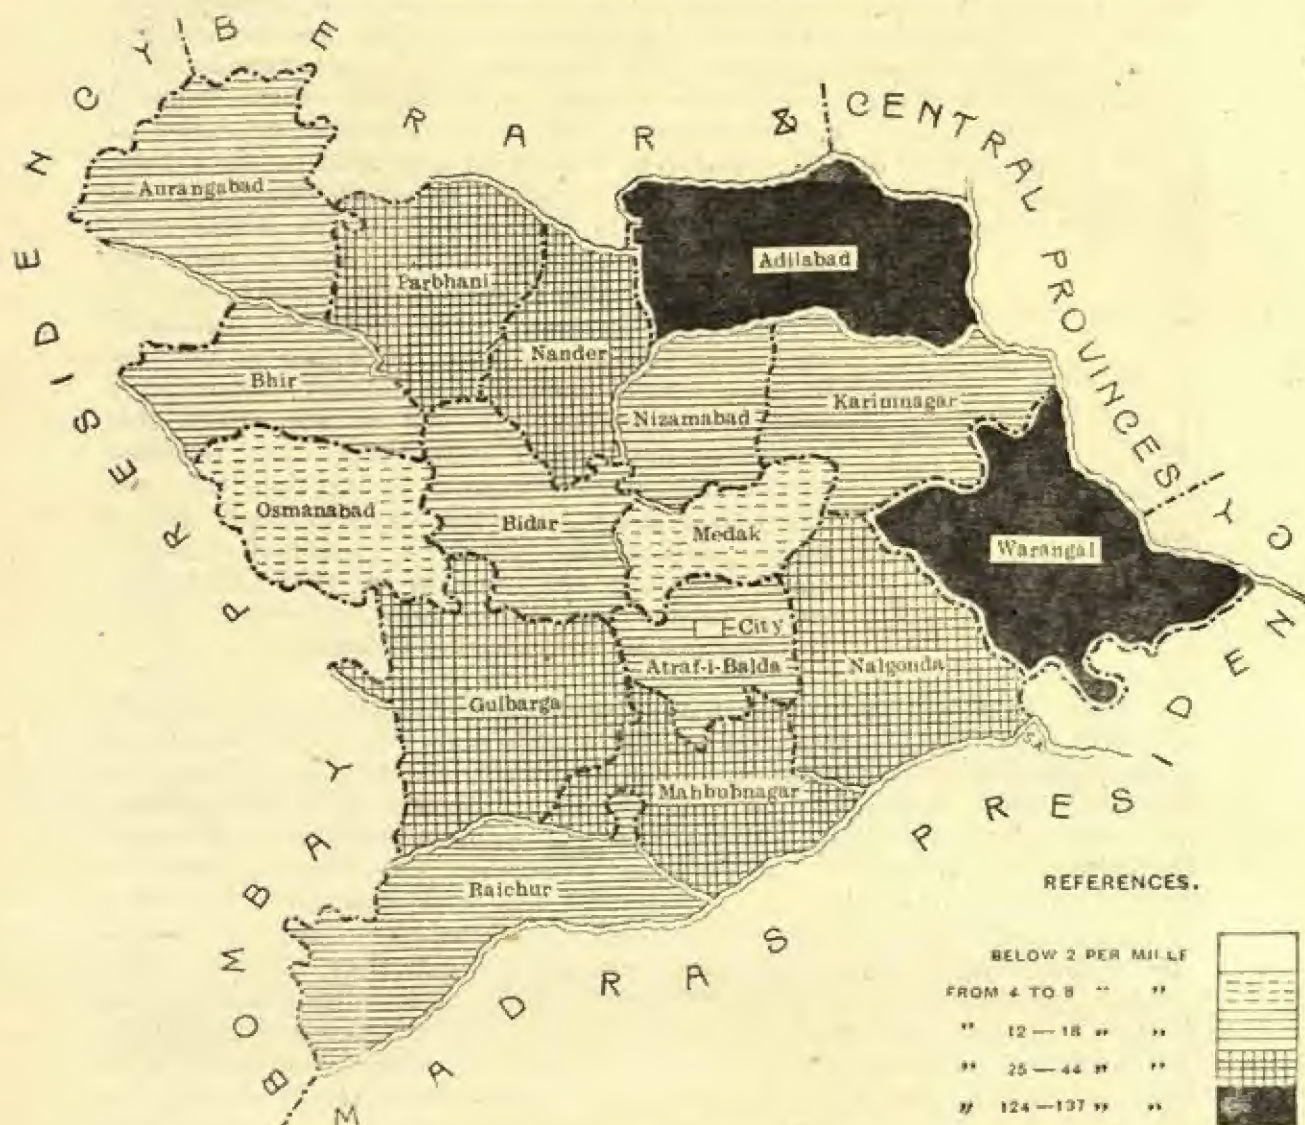 BERAR & CENTRAL PROVINCES
BOMBAY PRESIDENCY
MADRAS PRESIDENCY
Aurangabad
Parbhani
Adilabad
Nander
Bhir
Nizamabad
Karimnagar
Osmanabad
Bidar
Medak
Warangal
City
Atraf-i-Balda
Nalgonda
Gulbarga
Mahbubnagar
Raichur
REFERENCES.
BELOW 2 PER MILLE
FROM 4 TO 8 " "
" 12—18 " "
" 25—44 " "
" 124—137 " "